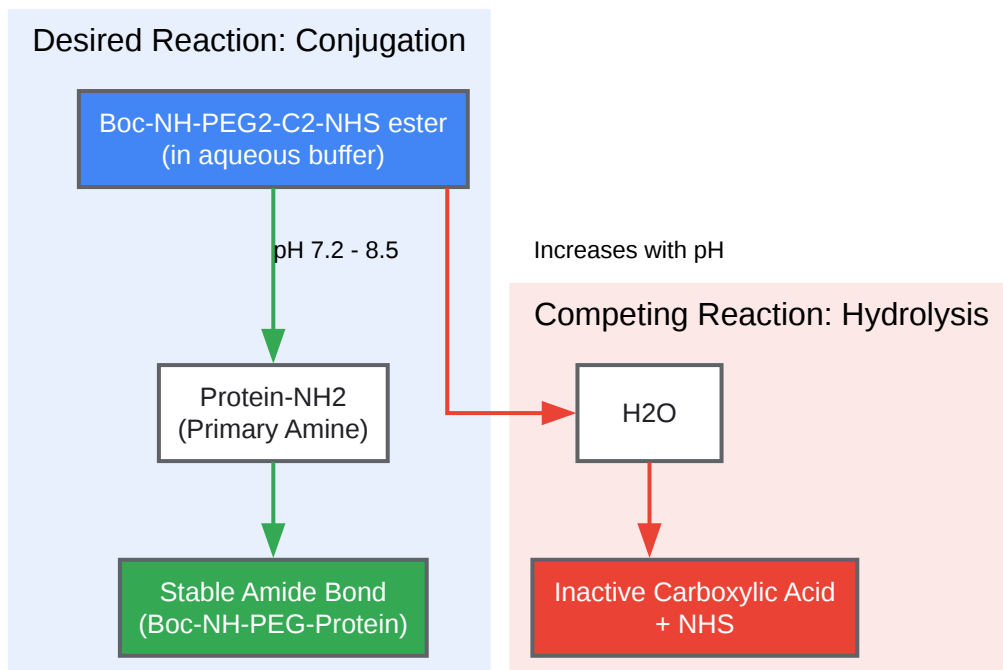 Desired Reaction: Conjugation
Boc-NH-PEG2-C2-NHS ester
(in aqueous buffer)
pH 7.2 - 8.5
Increases with pH
Competing Reaction: Hydrolysis
Protein-NH2
(Primary Amine)
H2O
Stable Amide Bond
(Boc-NH-PEG-Protein)
Inactive Carboxylic Acid
+ NHS